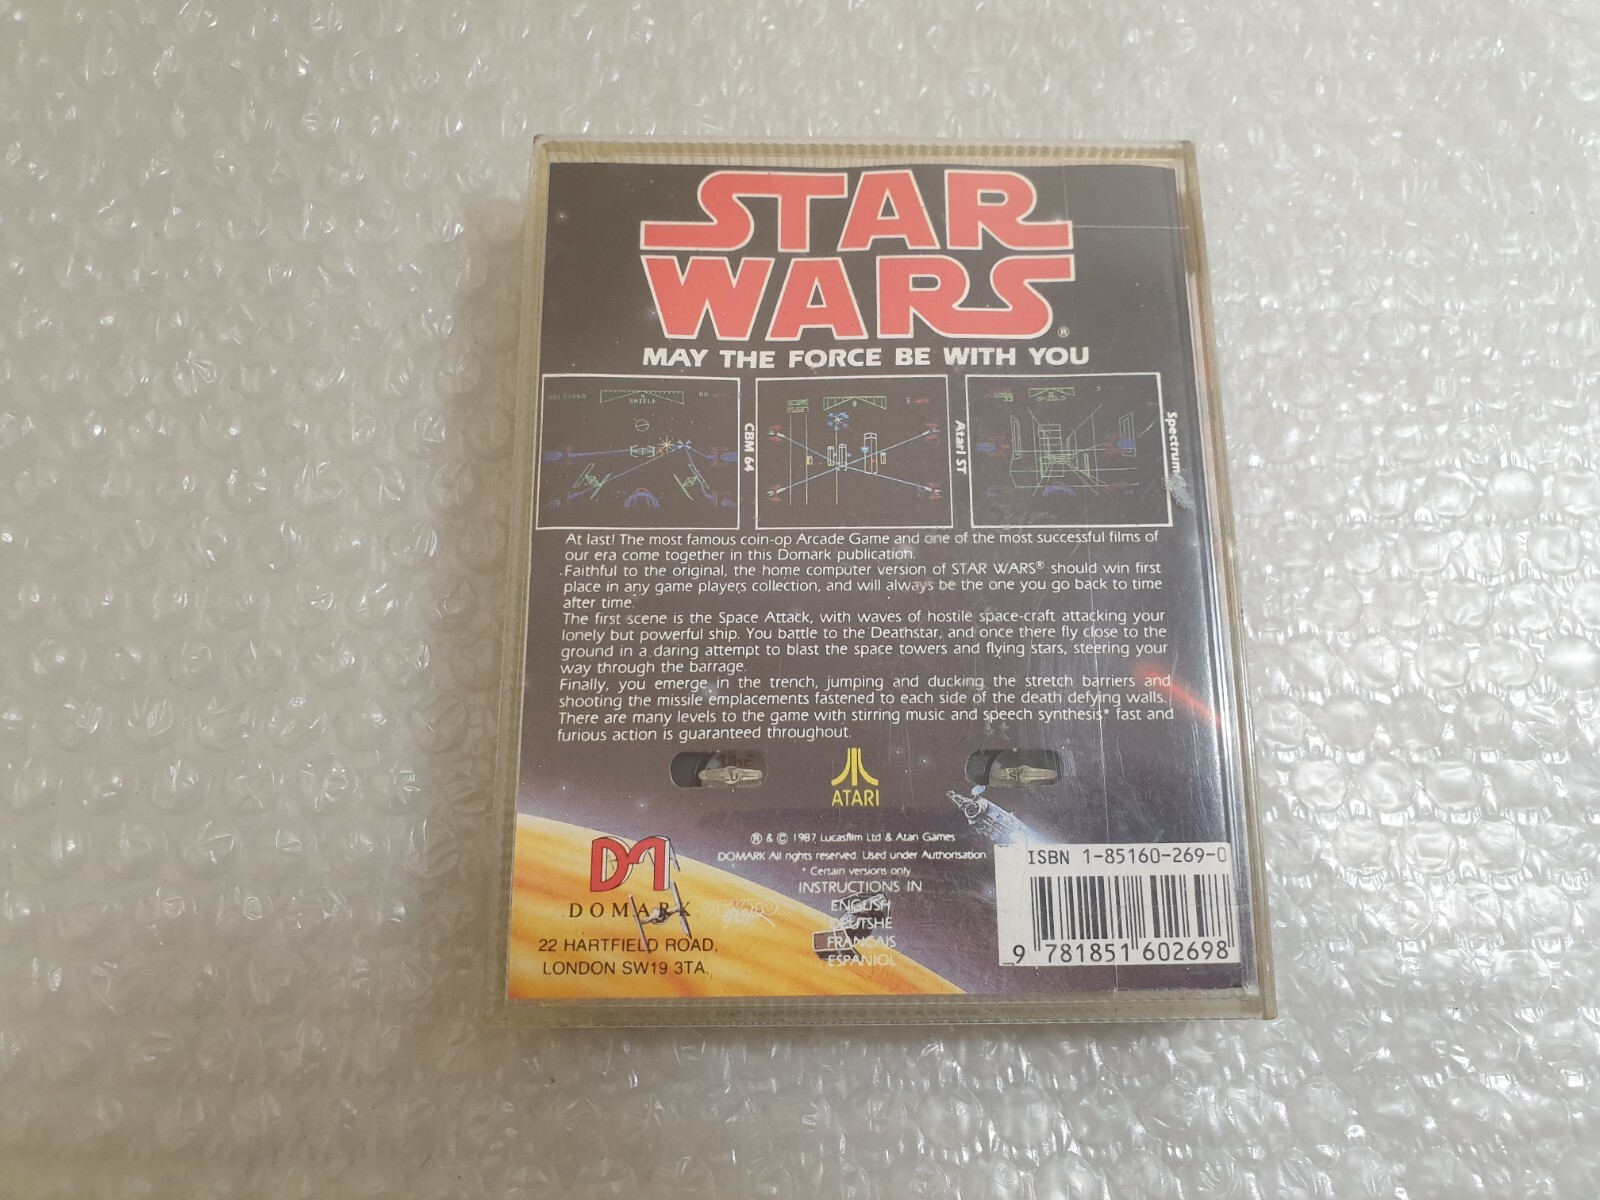 STAR
WARS®
MAY THE FORCE BE WITH YOU
SHIELD
CBM 64
Atari ST
Spectrum
At last! The most famous coin-op Arcade Game and one of the most successful films of
our era come together in this Domark publication.
Faithful to the original, the home computer version of STAR WARS® should win first
place in any game players collection, and will always be the one you go back to time
after time.
The first scene is the Space Attack, with waves of hostile space-craft attacking your
lonely but powerful ship. You battle to the Deathstar, and once there fly close to the
ground in a daring attempt to blast the space towers and flying stars, steering your
way through the barrage.
Finally, you emerge in the trench, jumping and ducking the stretch barriers and
shooting the missile emplacements fastened to each side of the death defying walls.
There are many levels to the game with stirring music and speech synthesis* fast and
furious action is guaranteed throughout.
ATARI
® & © 1987 Lucasfilm Ltd & Atari Games
DOMARK All rights reserved. Used under Authorisation
* Certain versions only
INSTRUCTIONS IN
ENGLISH
DEUTSHE
FRANCAIS
ESPANIOL
DOMARK
22 HARTFIELD ROAD,
LONDON SW19 3TA.
ISBN 1-85160-269-0
9 781851 602698